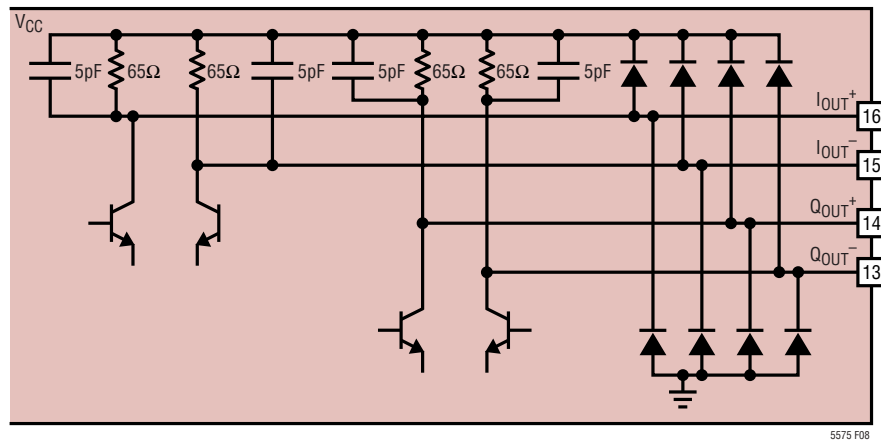 VCC
5pF 65Ω 65Ω 5pF 5pF 65Ω 65Ω 5pF
IOUT+ 16
IOUT– 15
QOUT+ 14
QOUT– 13
5575 F08